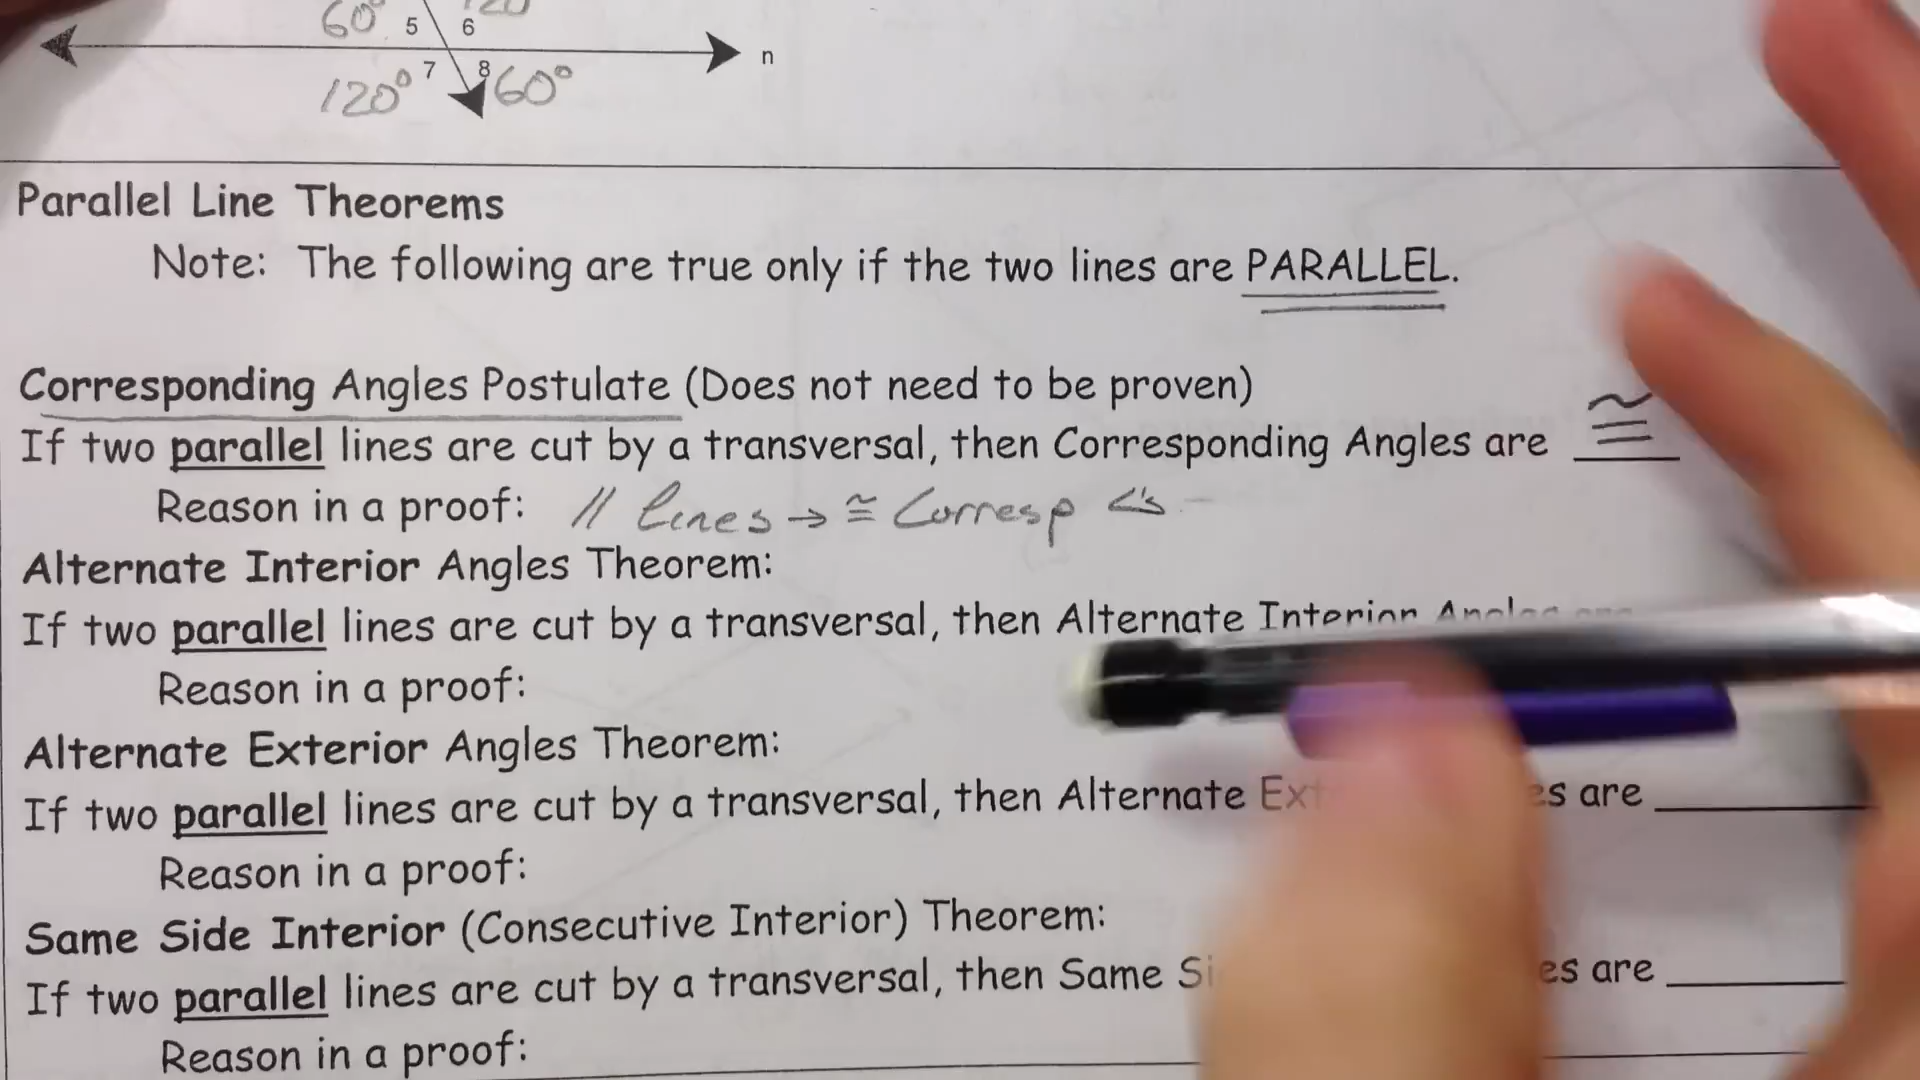 60° 5 6 120
n
120° 7 8 60°
Parallel Line Theorems
Note: The following are true only if the two lines are PARALLEL.
Corresponding Angles Postulate (Does not need to be proven)
If two parallel lines are cut by a transversal, then Corresponding Angles are ≅
Reason in a proof: // lines → ≅ Corresp <'s
Alternate Interior Angles Theorem:
If two parallel lines are cut by a transversal, then Alternate Interior Angles are
Reason in a proof:
Alternate Exterior Angles Theorem:
If two parallel lines are cut by a transversal, then Alternate Ext es are
Reason in a proof:
Same Side Interior (Consecutive Interior) Theorem:
If two parallel lines are cut by a transversal, then Same Si es are
Reason in a proof: